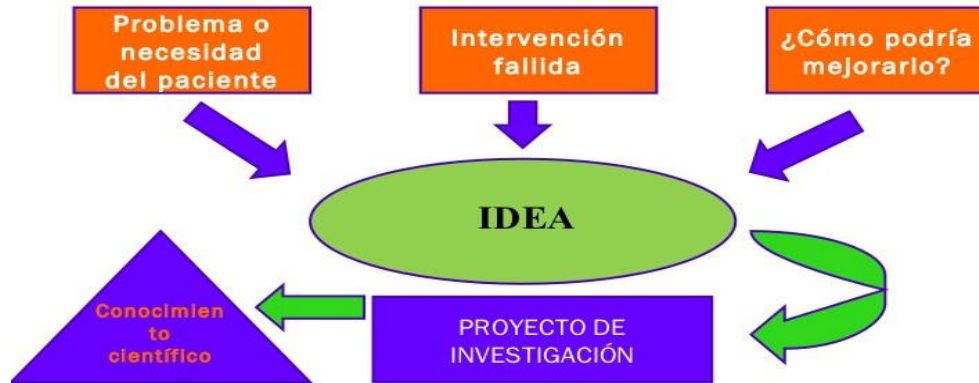 Problema o
necesidad
del paciente
Intervención
fallida
¿Cómo podría
mejorarlo?
IDEA
Conocimien
to
científico
PROYECTO DE
INVESTIGACIÓN